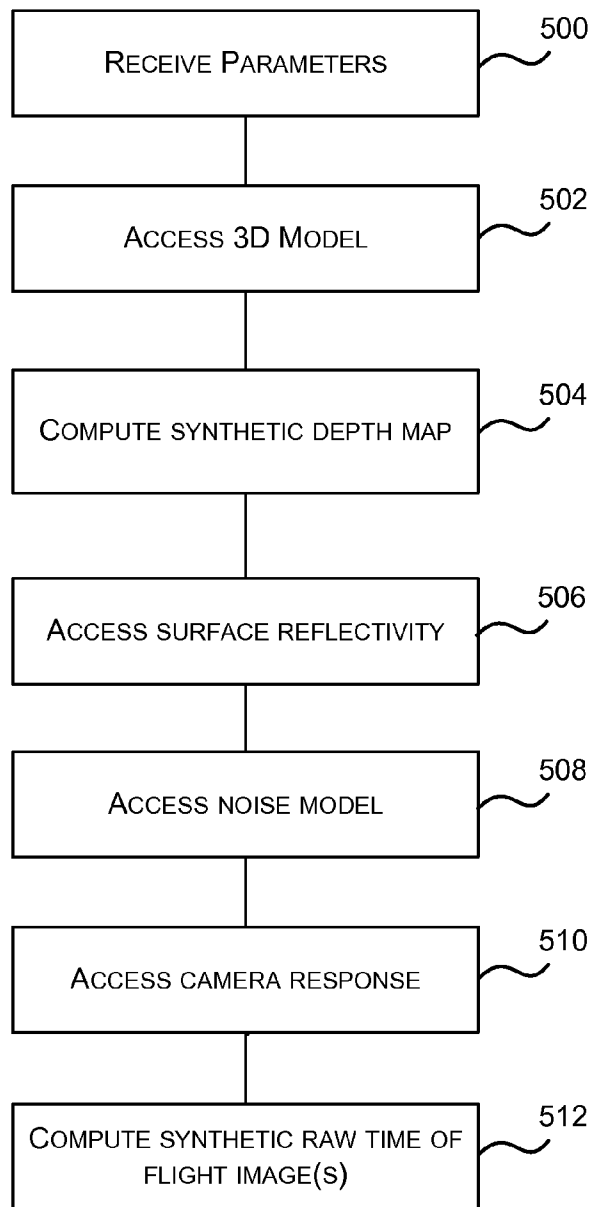 500
RECEIVE PARAMETERS
502
ACCESS 3D MODEL
504
COMPUTE SYNTHETIC DEPTH MAP
506
ACCESS SURFACE REFLECTIVITY
508
ACCESS NOISE MODEL
510
ACCESS CAMERA RESPONSE
512
COMPUTE SYNTHETIC RAW TIME OF
FLIGHT IMAGE(S)